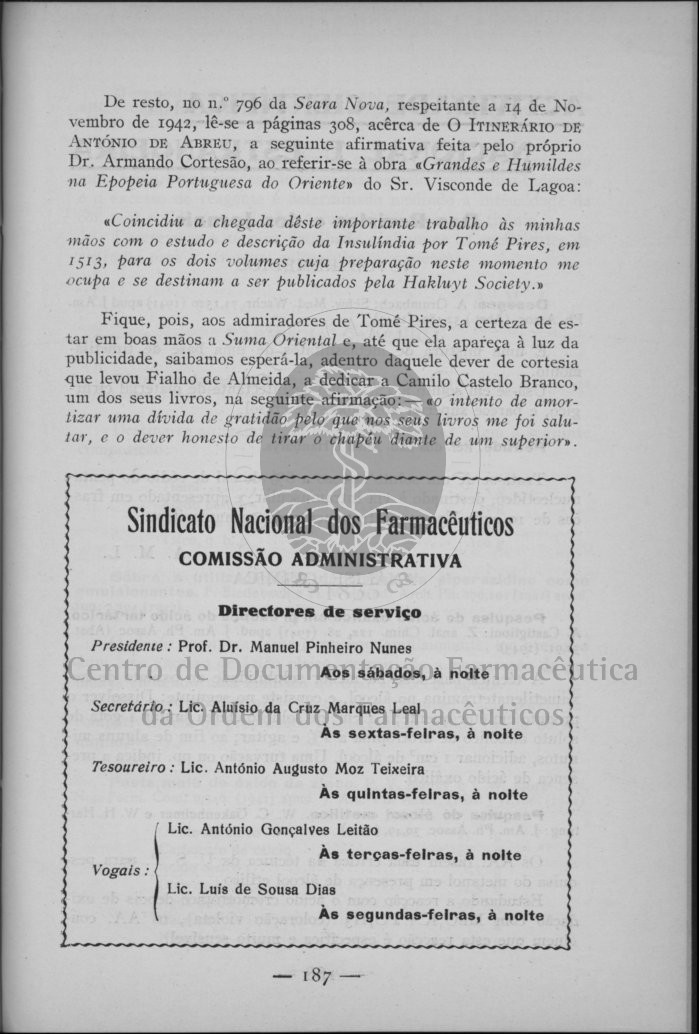 De resto, no n.º 796 da Seara Nova, respeitante a 14 de No-
vembro de 1942, lê-se a páginas 308, acêrca de O ITINERÁRIO DE
ANTÓNIO DE ABREU, a seguinte afirmativa feita pelo próprio
Dr. Armando Cortesão, ao referir-se à obra «Grandes e Humildes
na Epopeia Portuguesa do Oriente» do Sr. Visconde de Lagoa:
«Coincidiu a chegada dêste importante trabalho às minhas
mãos com o estudo e descrição da Insulíndia por Tomé Pires, em
1513, para os dois volumes cuja preparação neste momento me
ocupa e se destinam a ser publicados pela Hakluyt Society.»
Fique, pois, aos admiradores de Tomé Pires, a certeza de es-
tar em boas mãos a Suma Oriental e, até que ela apareça à luz da
publicidade, saibamos esperá-la, adentro daquele dever de cortesia
que levou Fialho de Almeida, a dedicar a Camilo Castelo Branco,
um dos seus livros, na seguinte afirmação: — «o intento de amor-
tizar uma dívida de gratidão pelo que nos seus livros me foi salu-
tar, e o dever honesto de tirar o chapéu diante de um superior».
Sindicato Nacional dos Farmacêuticos
COMISSÃO ADMINISTRATIVA
Directores de serviço
Presidente : Prof. Dr. Manuel Pinheiro Nunes
Aos sábados, à noite
Centro de Documentação Farmacêutica
Secretário : Lic. Aluísio da Cruz Marques Leal
da Ordem dos Farmacêuticos
Às sextas-feiras, à noite
Tesoureiro : Lic. António Augusto Moz Teixeira
Às quintas-feiras, à noite
Lic. António Gonçalves Leitão
Às terças-feiras, à noite
Vogais :
Lic. Luís de Sousa Dias
Às segundas-feiras, à noite
— 187 —